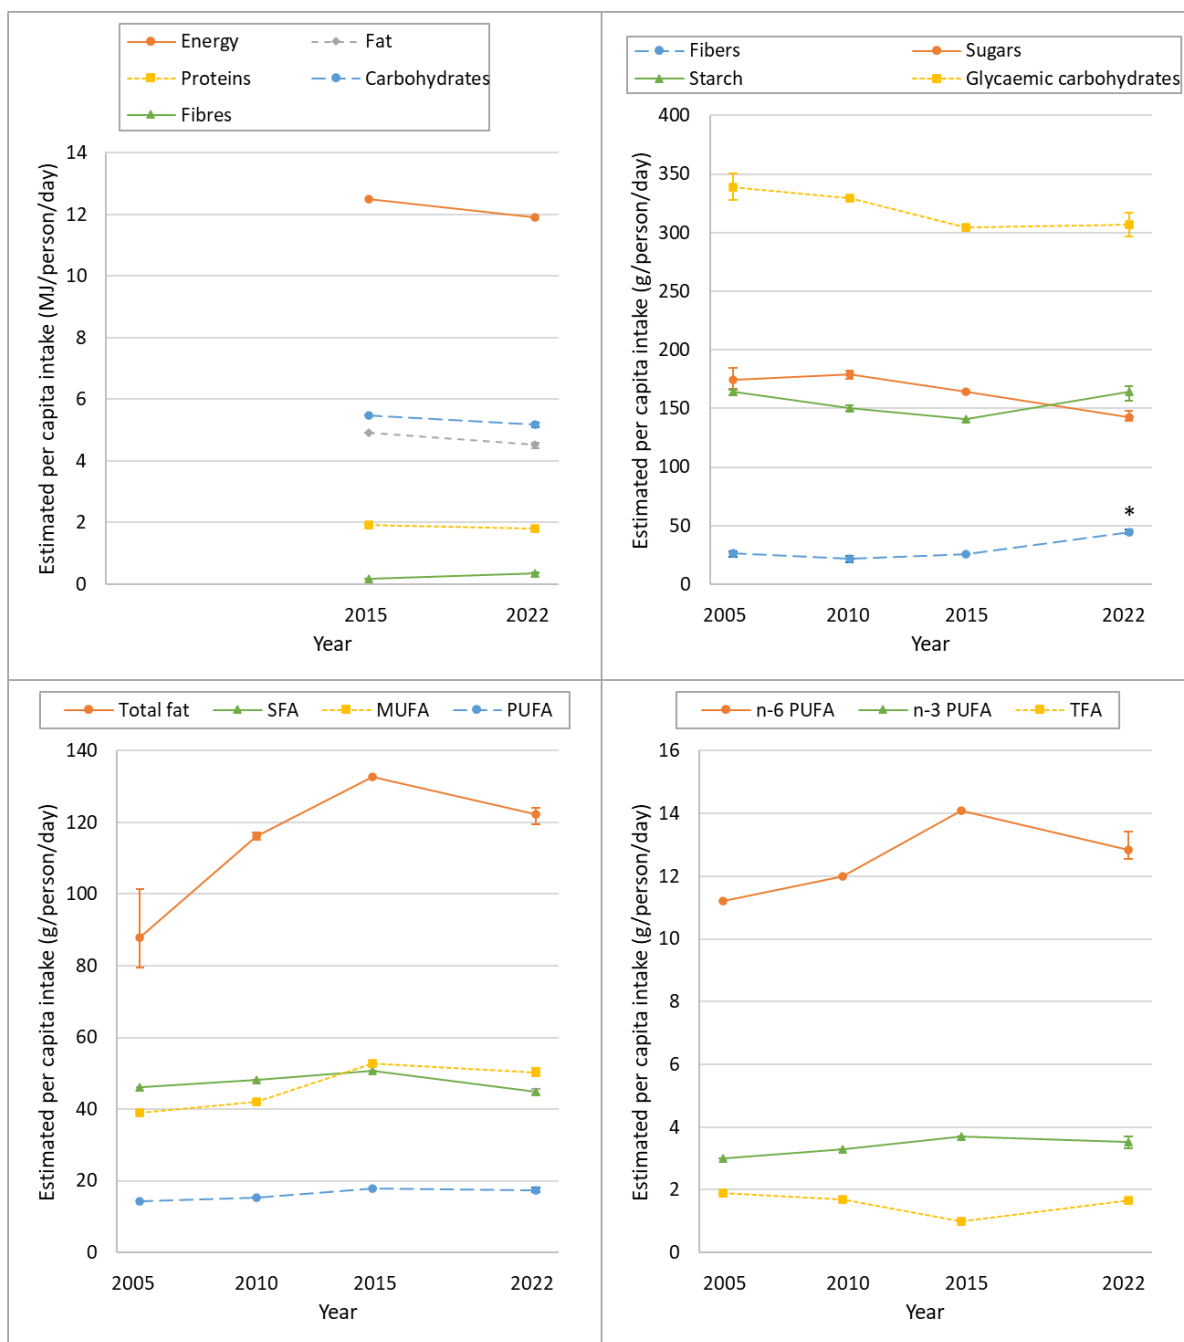 Energy Fat
Proteins Carbohydrates
Fibres
Estimated per capita intake (MJ/person/day)
14
12
10
8
6
4
2
0
2015 2022
Year
Fibers Sugars
Starch Glycaemic carbohydrates
Estimated per capita intake (g/person/day)
400
350
300
250
200
150
100
50
0
*
2005 2010 2015 2022
Year
Total fat SFA MUFA PUFA
Estimated per capita intake (g/person/day)
140
120
100
80
60
40
20
0
2005 2010 2015 2022
Year
n-6 PUFA n-3 PUFA TFA
Estimated per capita intake (g/person/day)
16
14
12
10
8
6
4
2
0
2005 2010 2015 2022
Year